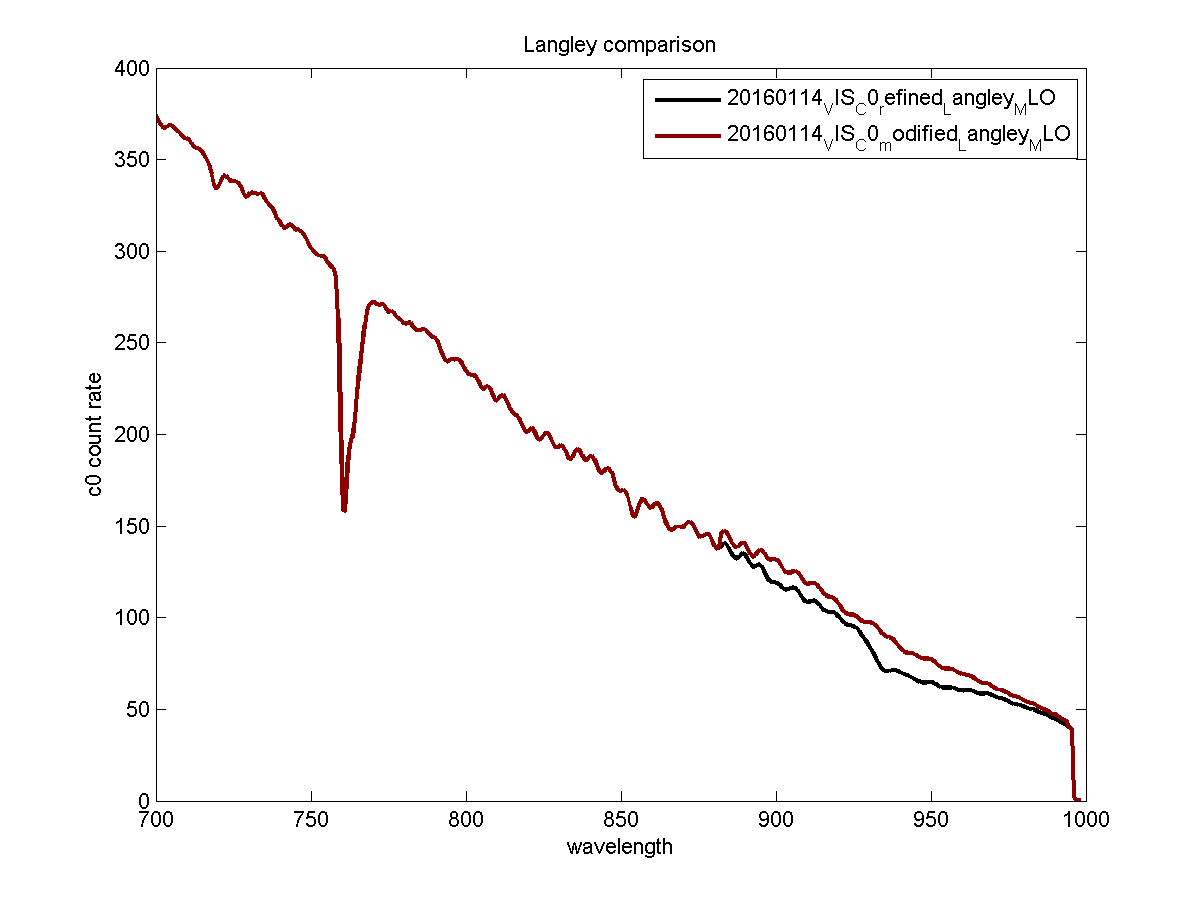 Langley comparison
400
20160114VISC0refinedLangleyMLO
20160114VISC0modifiedLangleyMLO
350
300
250
c0 count rate
200
150
100
50
0
700 750 800 850 900 950 1000
wavelength